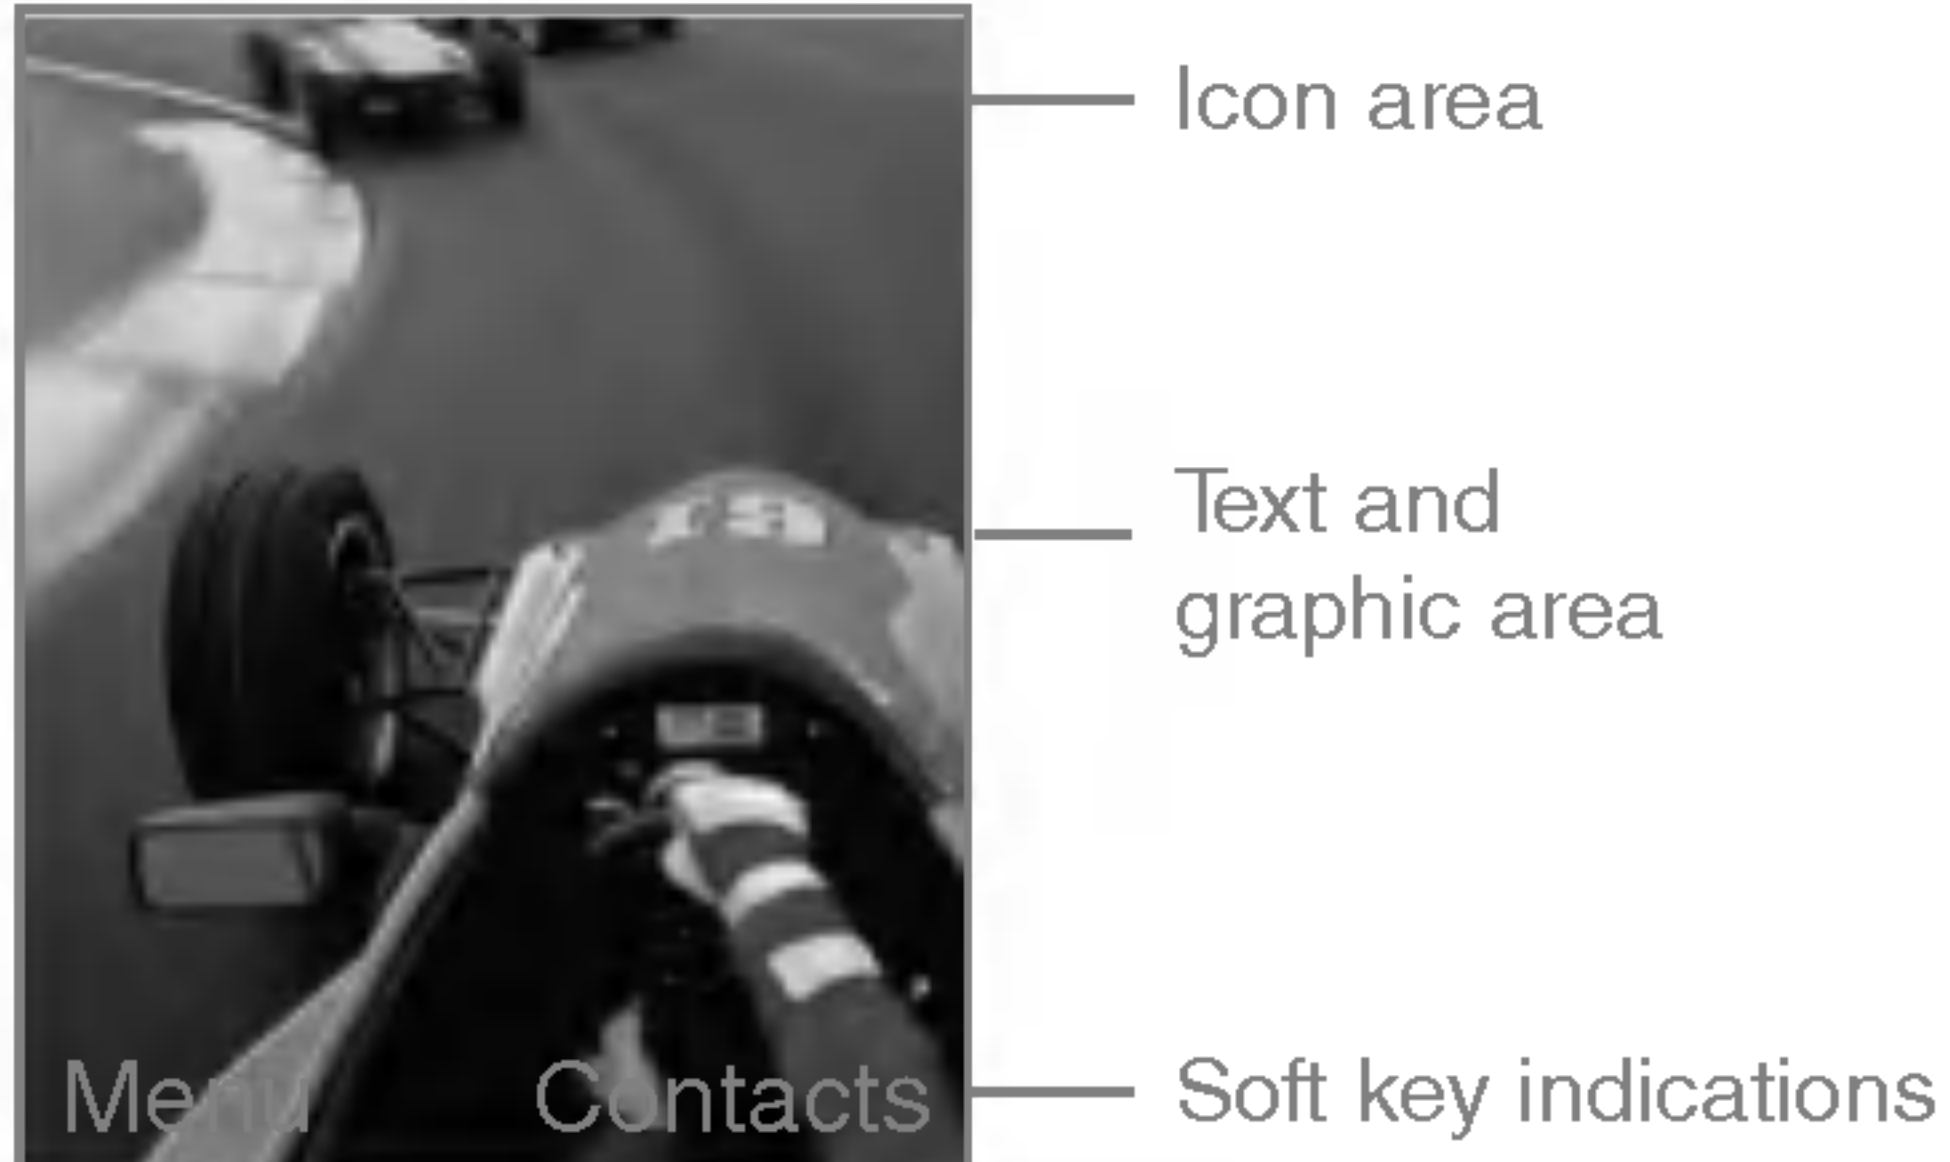 Icon area
Text and
graphic area
Menu
Contacts
Soft key indications